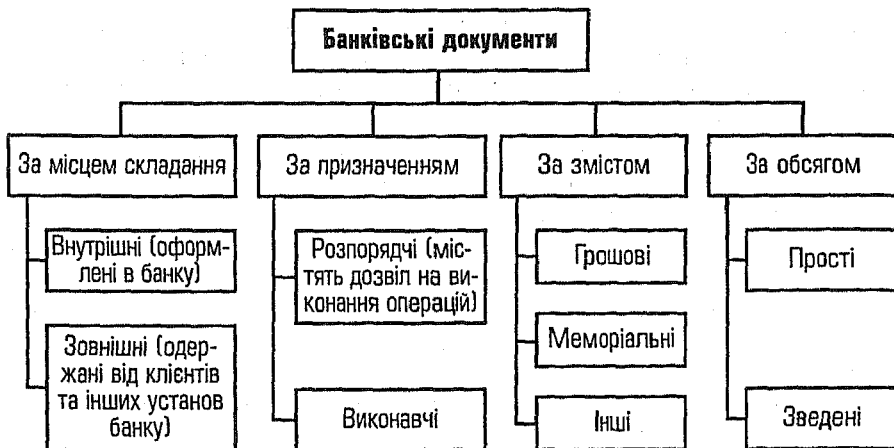 Банківські документи
За місцем складання
За призначенням
За змістом
За обсягом
Внутрішні (оформ-
лені в банку)
Зовнішні (одер-
жані від клієнтів
та інших установ
банку)
Розпорядчі (міс-
тять дозвіл на ви-
конання операцій)
Виконавчі
Грошові
Меморіальні
Інші
Прості
Зведені